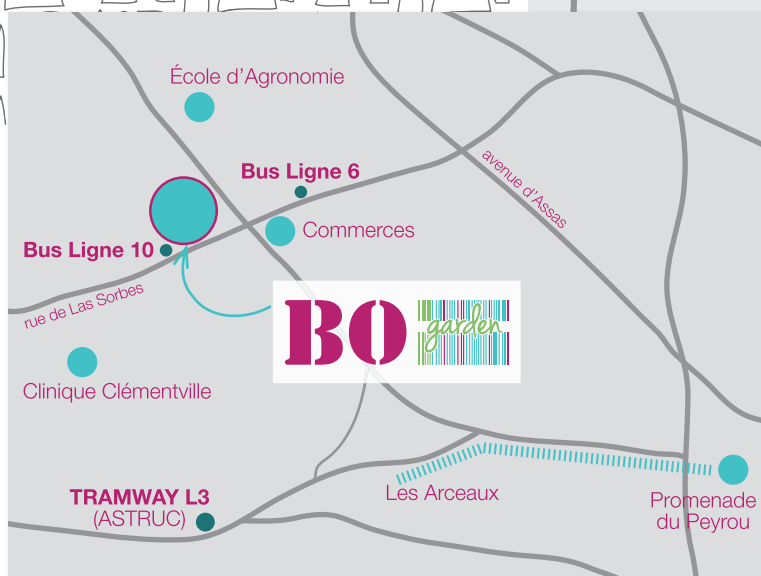 École d'Agronomie
Bus Ligne 6
avenue d'Assas
Commerces
Bus Ligne 10
rue de Las Sorbes
BO garden
Clinique Clémentville
TRAMWAY L3
(ASTRUC)
Les Arceaux
Promenade
du Peyrou